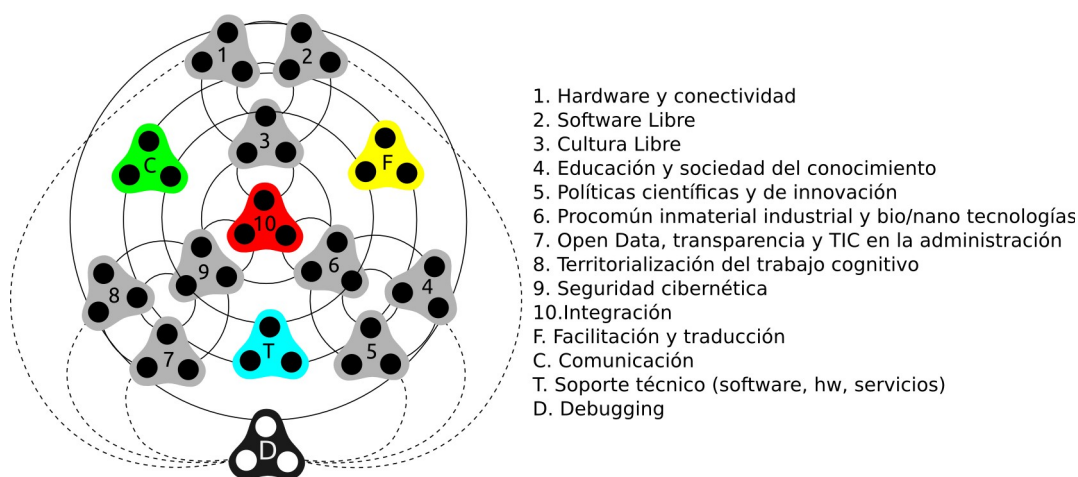 1
2
3
C
F
10
9
6
8
4
7
T
5
D
1. Hardware y conectividad
2. Software Libre
3. Cultura Libre
4. Educación y sociedad del conocimiento
5. Políticas científicas y de innovación
6. Procomún inmaterial industrial y bio/nano tecnologías
7. Open Data, transparencia y TIC en la administración
8. Territorialización del trabajo cognitivo
9. Seguridad cibernética
10.Integración
F. Facilitación y traducción
C. Comunicación
T. Soporte técnico (software, hw, servicios)
D. Debugging